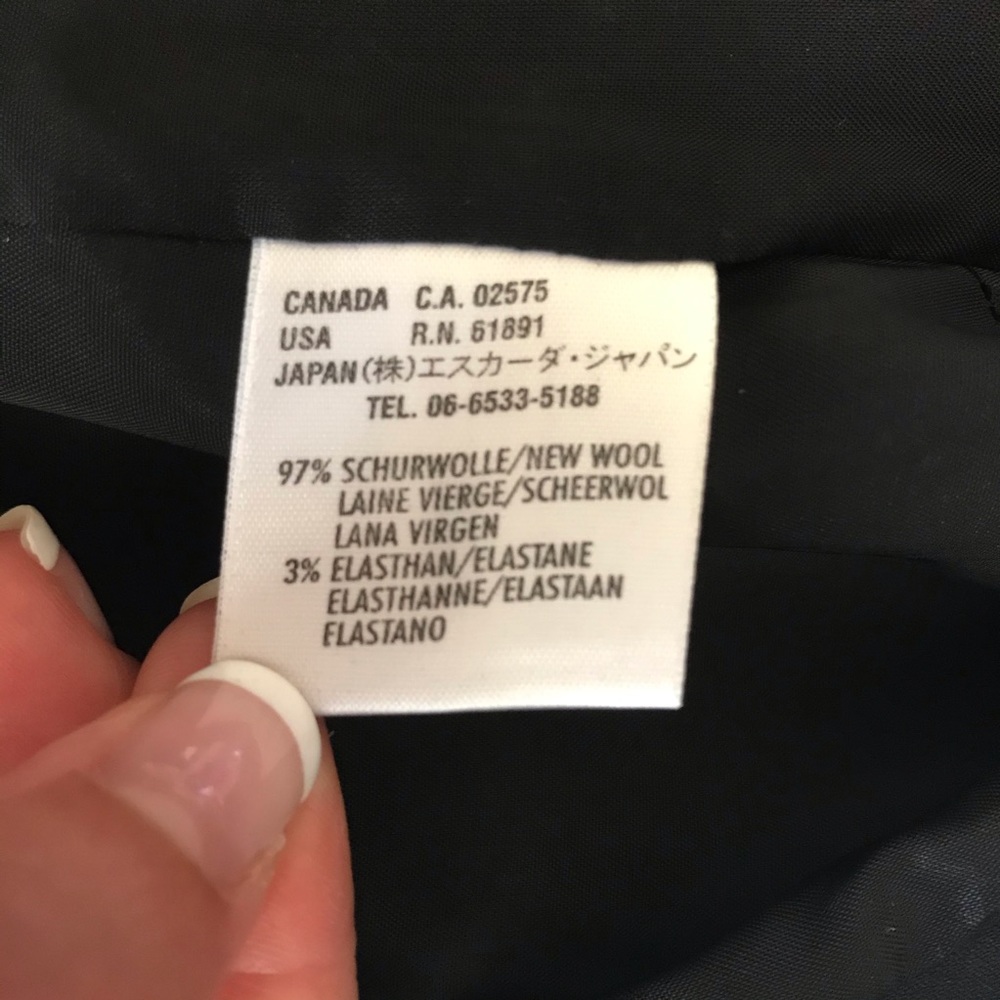 CANADA C.A. 02575
USA R.N. 61891
JAPAN(株)エスカーダ・ジャパン
TEL. 06-6533-5188
97% SCHURWOLLE/NEW WOOL
LAINE VIERGE/SCHEERWOL
LANA VIRGEN
3% ELASTHAN/ELASTANE
ELASTHANNE/ELASTAAN
ELASTANO